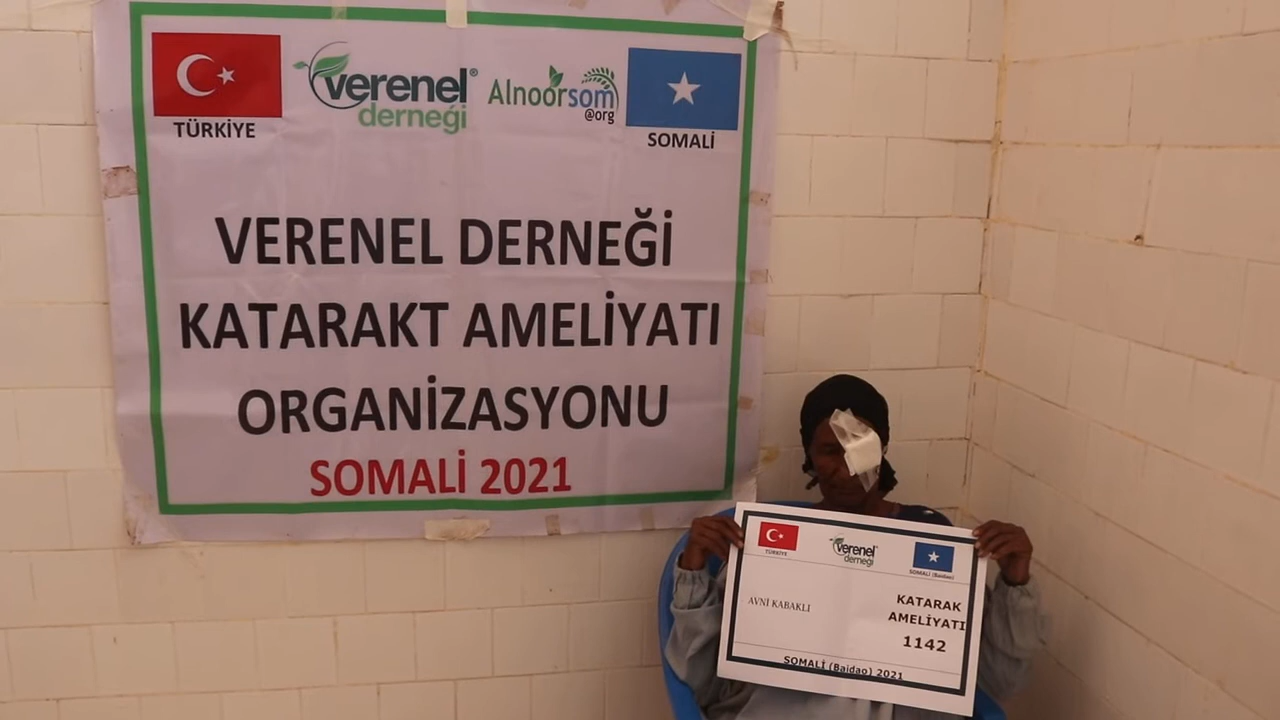 verenel®
derneği
Alnoorsom
@org
TÜRKİYE
SOMALİ
VERENEL DERNEĞİ
KATARAKT AMELİYATI
ORGANİZASYONU
SOMALİ 2021
TÜRKİYE
verenel
derneği
SOMALİ (Baidao)
AVNİ KABAKLI
KATARAK
AMELİYATI
1142
SOMALİ (Baidao) 2021